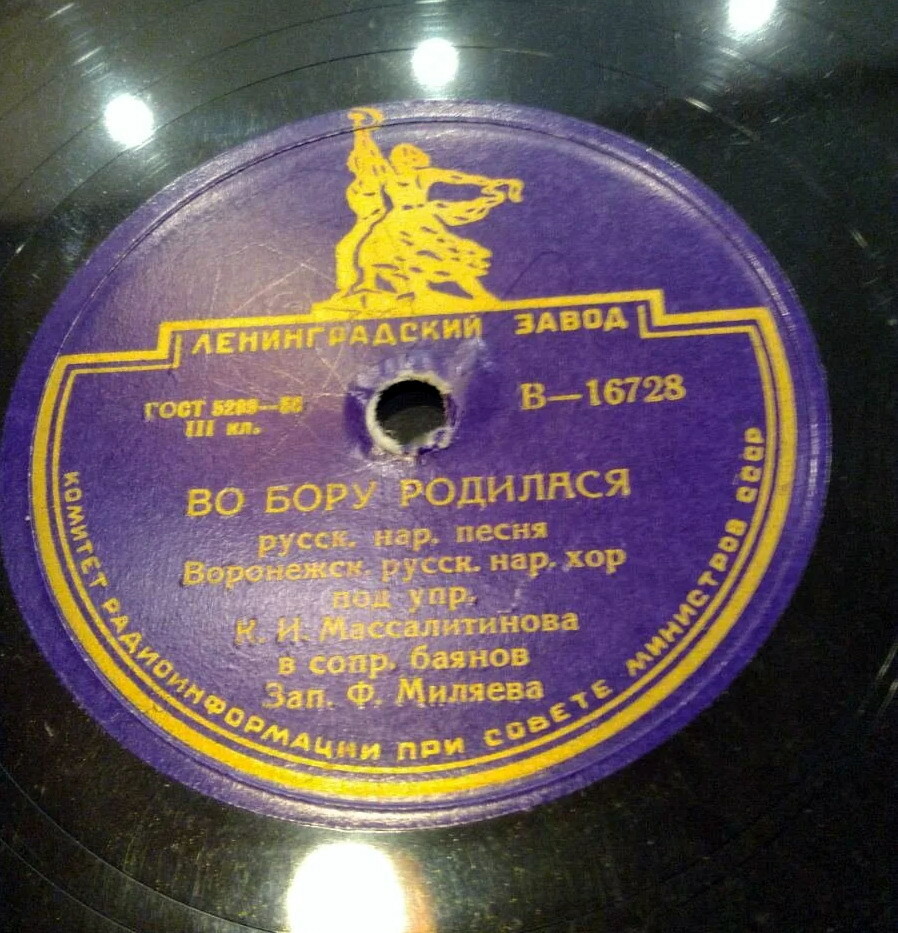 ЛЕНИНГРАДСКИЙ ЗАВОД
ГОСТ 5289—56
III кл.
В—16728
ВО БОРУ РОДИЛАСЯ
русск. нар. песня
Воронежск. русск. нар. хор
под упр.
К. И. Массалитинова
в сопр. баянов
Зап. Ф. Миляева
КОМИТЕТ РАДИОИНФОРМАЦИИ ПРИ СОВЕТЕ МИНИСТРОВ СССР